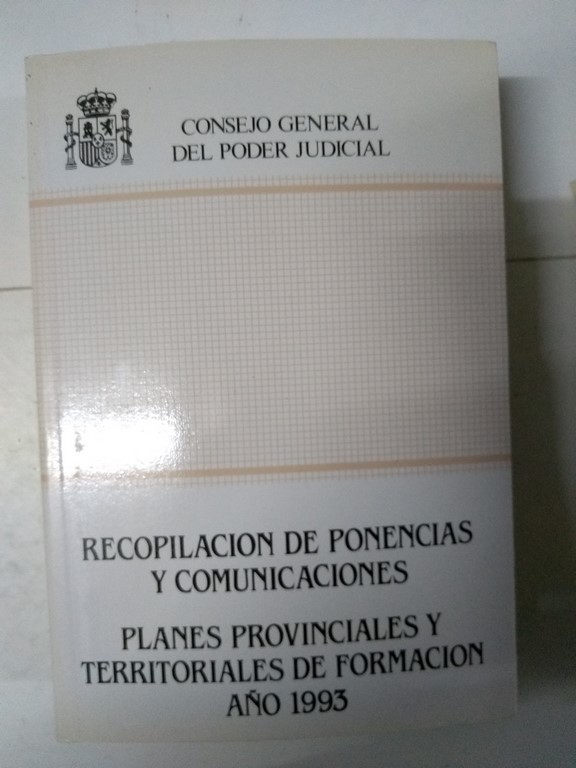 CONSEJO GENERAL
DEL PODER JUDICIAL
RECOPILACION DE PONENCIAS
Y COMUNICACIONES
PLANES PROVINCIALES Y
TERRITORIALES DE FORMACION
AÑO 1993